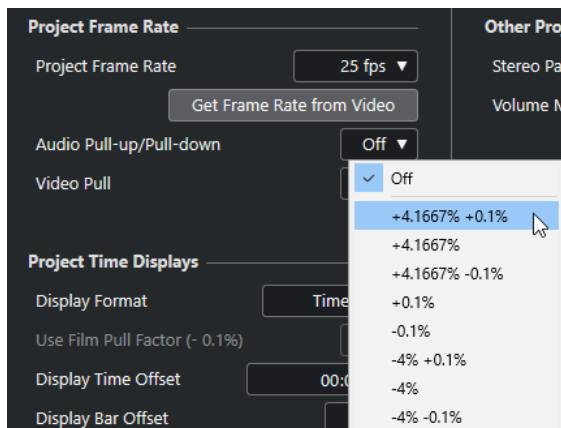 Project Frame Rate
Other Pro
Project Frame Rate 25 fps
Stereo Pa
Get Frame Rate from Video
Volume M
Audio Pull-up/Pull-down Off
Video Pull
Off
+4.1667% +0.1%
+4.1667%
+4.1667% -0.1%
+0.1%
-0.1%
-4% +0.1%
-4%
-4% -0.1%
Project Time Displays
Display Format Time
Use Film Pull Factor (- 0.1%)
Display Time Offset 00:0
Display Bar Offset